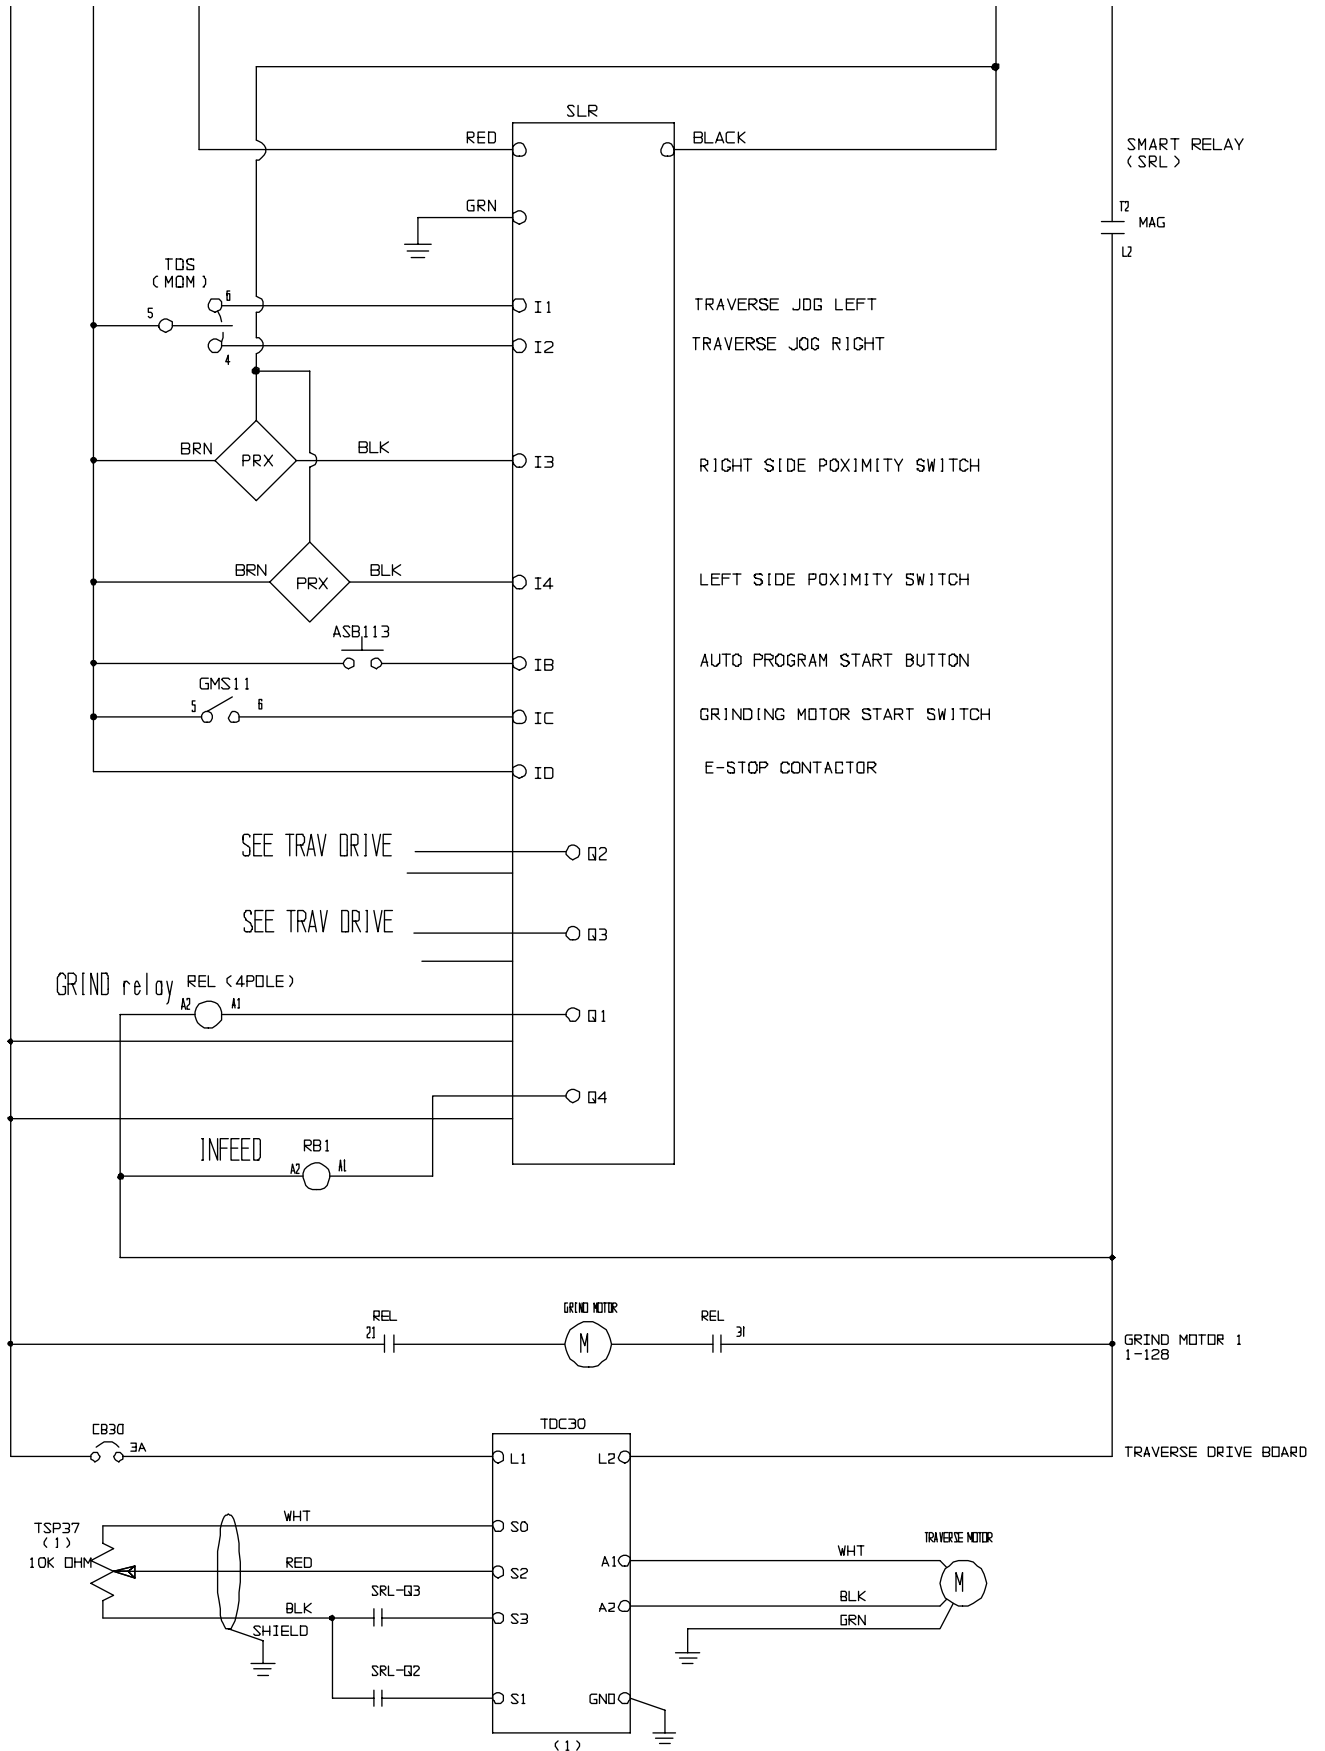 SLR
RED
BLACK
SMART RELAY
(SRL)
GRN
T2
MAG
L2
TDS
(MOM)
6
5
4
I1
TRAVERSE JOG LEFT
I2
TRAVERSE JOG RIGHT
BRN
PRX
BLK
I3
RIGHT SIDE POXIMITY SWITCH
BRN
PRX
BLK
I4
LEFT SIDE POXIMITY SWITCH
ASB113
IB
AUTO PROGRAM START BUTTON
GMS11
5
6
IC
GRINDING MOTOR START SWITCH
ID
E-STOP CONTACTOR
SEE TRAV DRIVE
Q2
SEE TRAV DRIVE
Q3
GRIND relay
REL (4POLE)
A2
A1
Q1
Q4
INFEED
RB1
A2
A1
GRIND MOTOR
REL
21
M
REL
31
GRIND MOTOR 1
1-128
CB30
3A
TDC30
L1
L2
TRAVERSE DRIVE BOARD
TSP37
(1)
10K OHM
WHT
S0
RED
S2
BLK
SRL-Q3
S3
SHIELD
SRL-Q2
S1
A1
WHT
TRAVERSE MOTOR
M
A2
BLK
GRN
GND
(1)